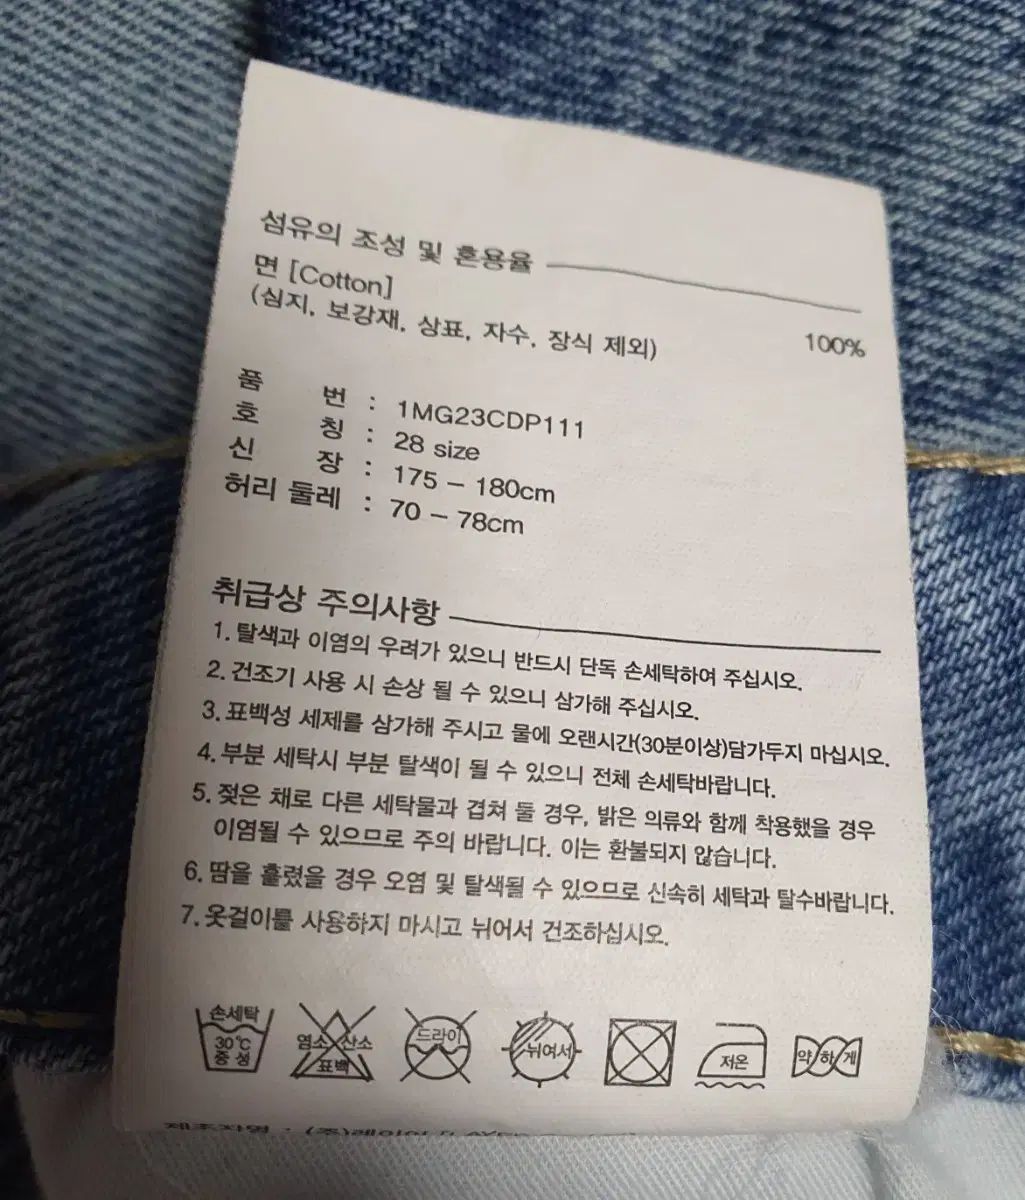 섬유의 조성 및 혼용율
면 [Cotton] 100%
(심지, 보강재, 상표, 자수, 장식 제외)
품 번 : 1MG23CDP111
호 칭 : 28 size
신 장 : 175 - 180cm
허리 둘레 : 70 - 78cm
취급상 주의사항
1. 탈색과 이염의 우려가 있으니 반드시 단독 손세탁하여 주십시오.
2. 건조기 사용 시 손상 될 수 있으니 삼가해 주십시오.
3. 표백성 세제를 삼가해 주시고 물에 오랜시간(30분이상)담가두지 마십시오.
4. 부분 세탁시 부분 탈색이 될 수 있으니 전체 손세탁바랍니다.
5. 젖은 채로 다른 세탁물과 겹쳐 둘 경우, 밝은 의류와 함께 착용했을 경우
이염될 수 있으므로 주의 바랍니다. 이는 환불되지 않습니다.
6. 땀을 흘렸을 경우 오염 및 탈색될 수 있으므로 신속히 세탁과 탈수바랍니다.
7. 옷걸이를 사용하지 마시고 뉘어서 건조하십시오.
손세탁 30℃ 중성
염소 산소 표백
드라이
뉘어서
저온
약하게
제조자명 : (주)레이어